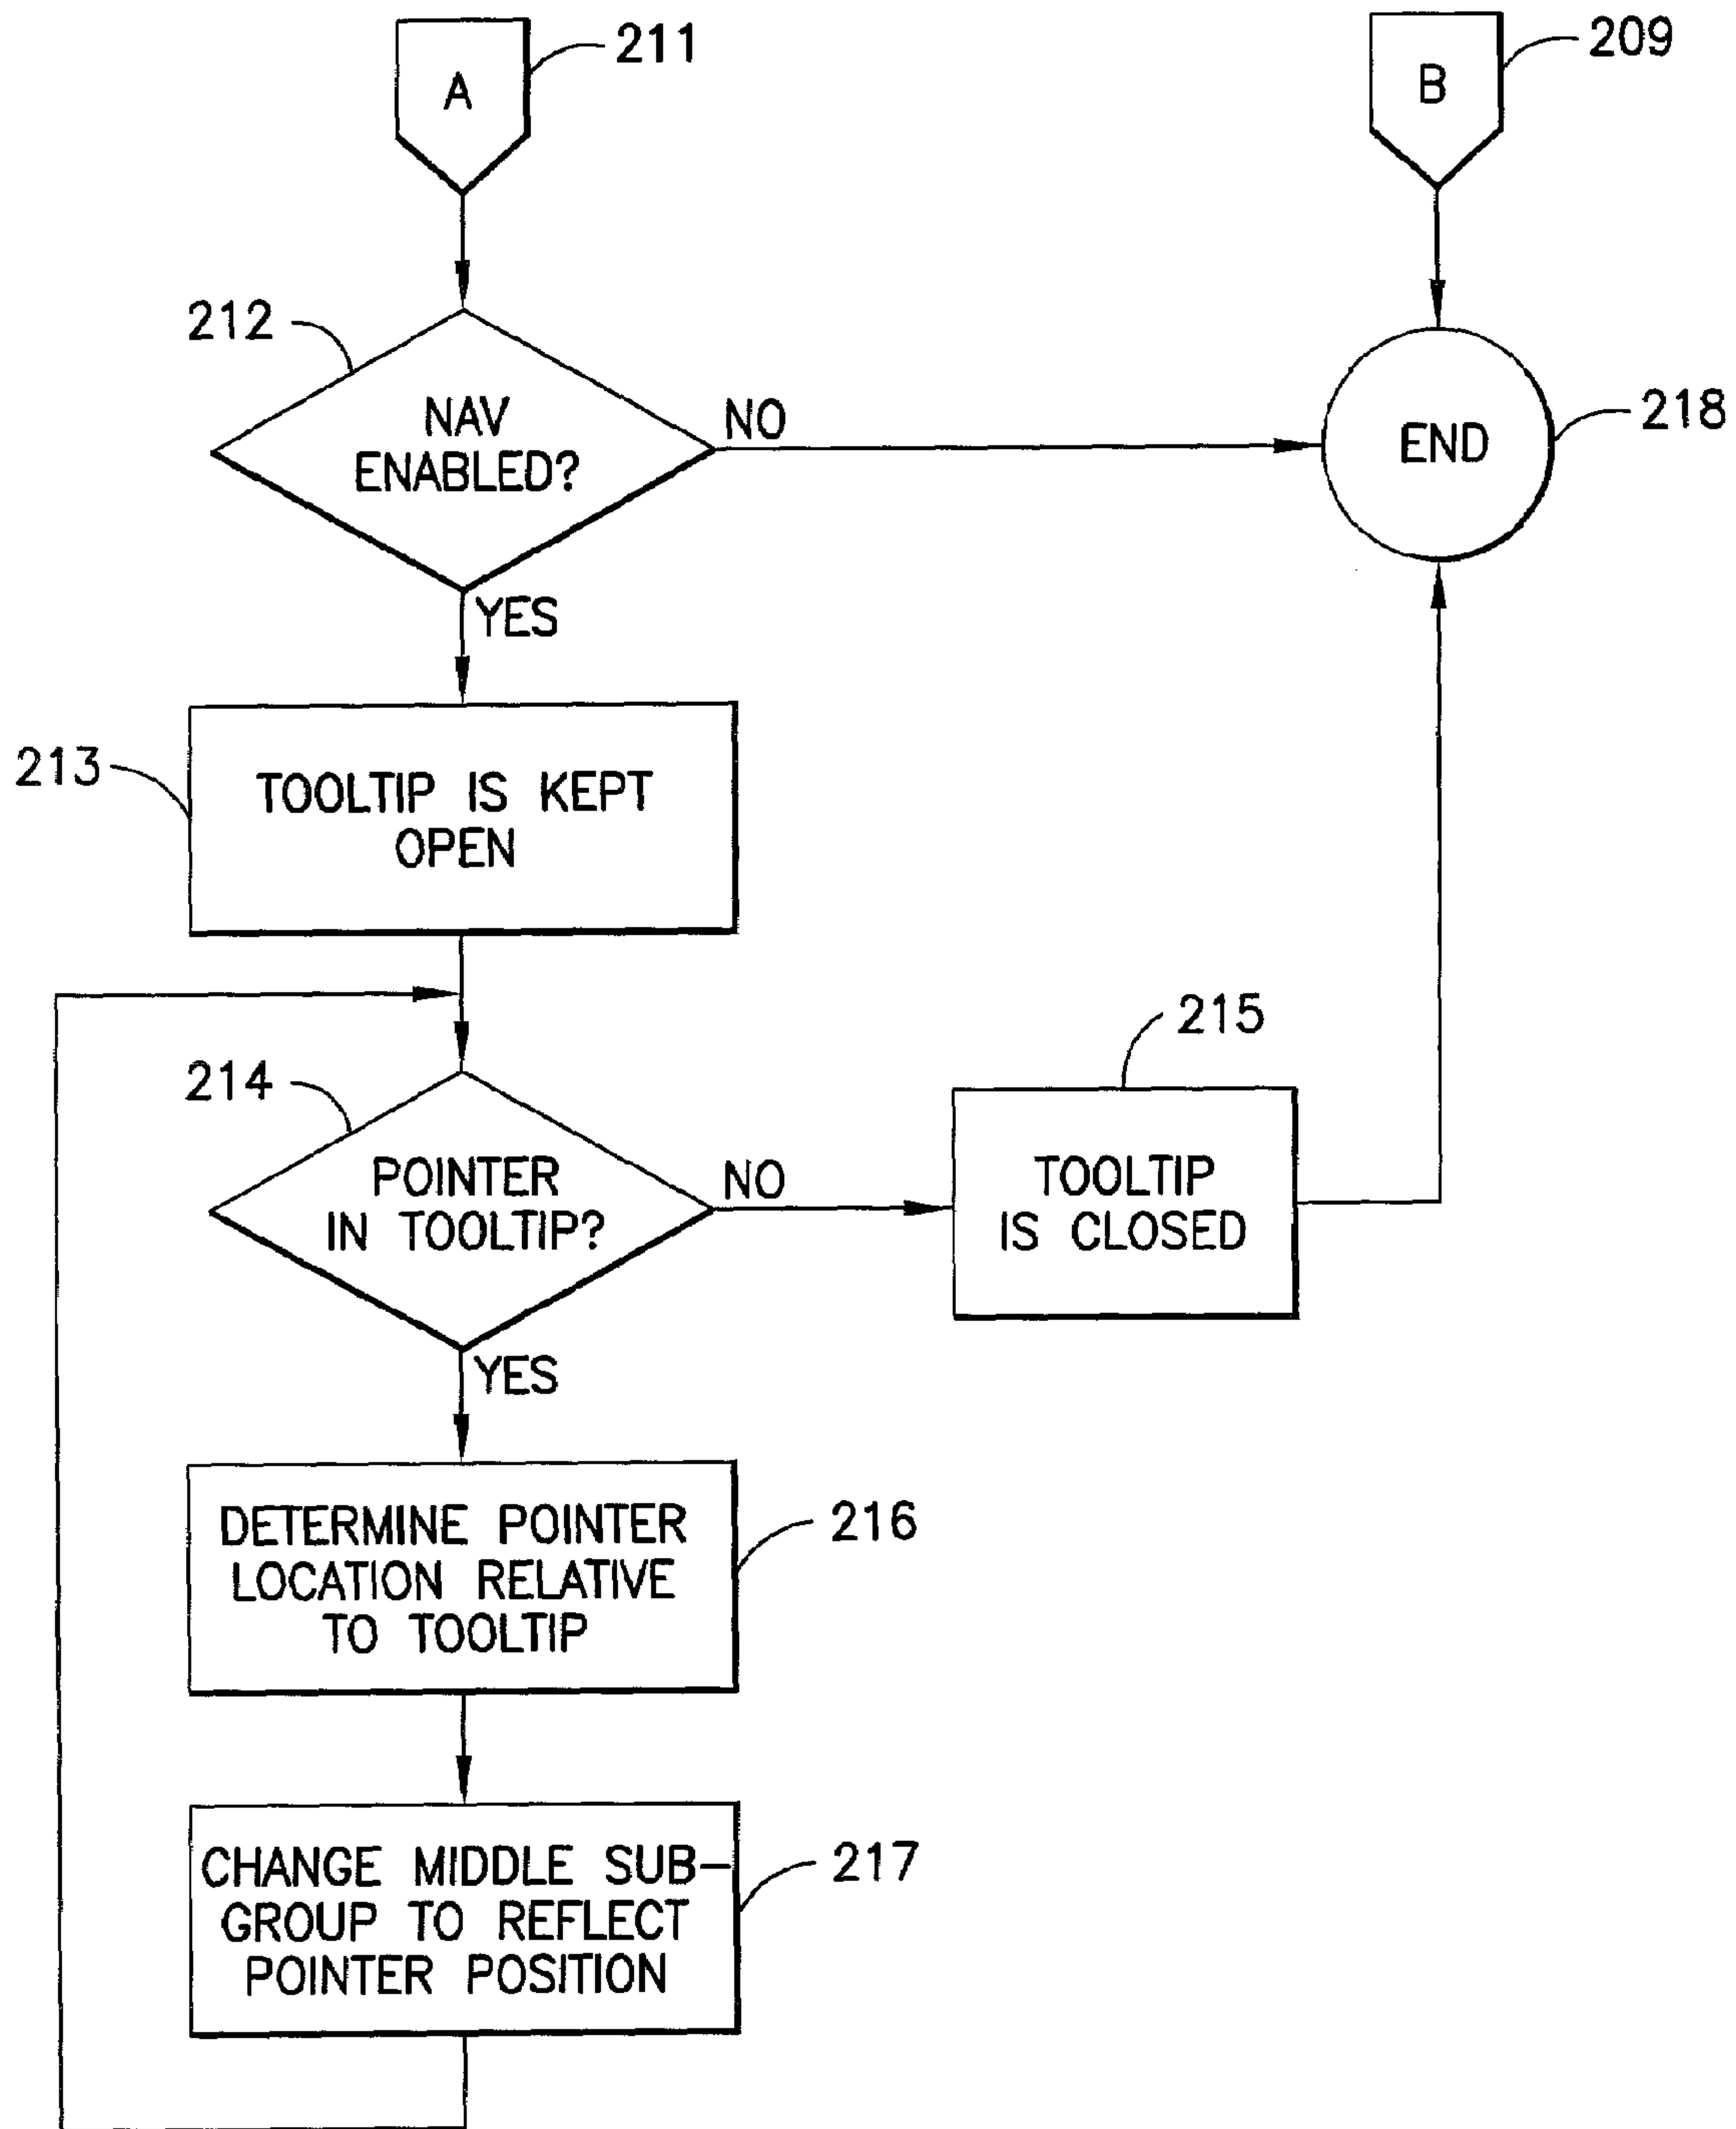 A
211
B
209
212
NAV
ENABLED?
NO
END
218
YES
213
TOOLTIP IS KEPT
OPEN
214
POINTER
IN TOOLTIP?
NO
215
TOOLTIP
IS CLOSED
YES
DETERMINE POINTER
LOCATION RELATIVE
TO TOOLTIP
216
CHANGE MIDDLE SUB-
GROUP TO REFLECT
POINTER POSITION
217